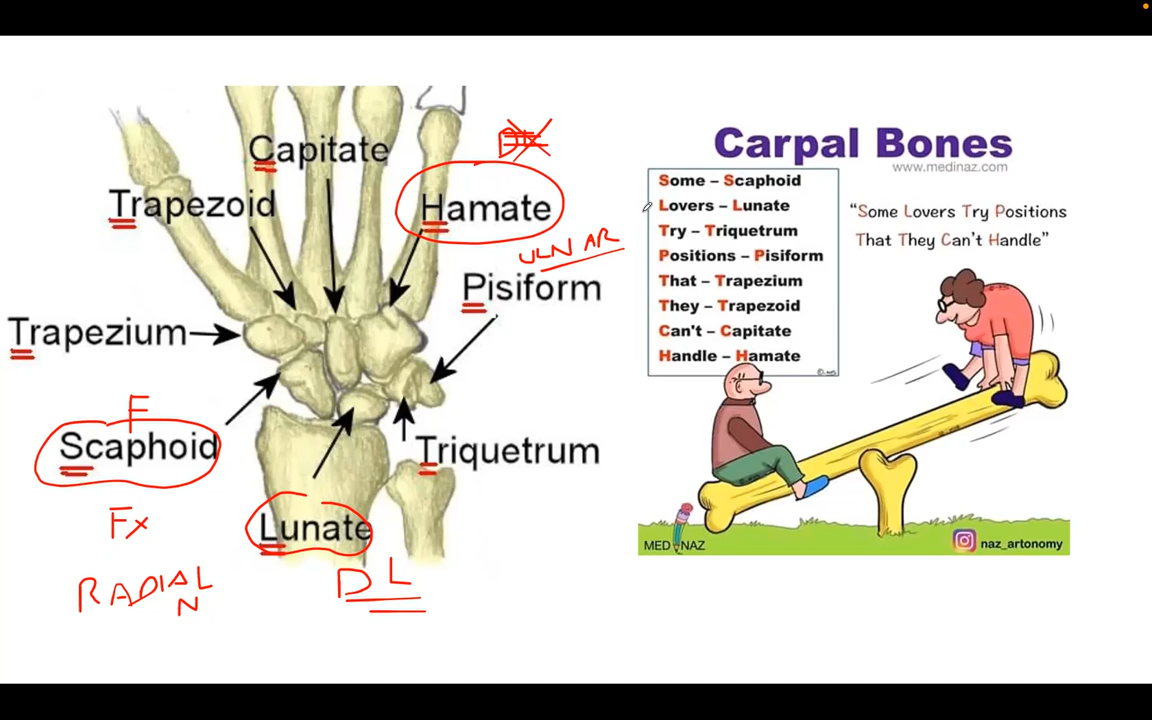 Capitate
Trapezoid
Hamate
ULNAR
Pisiform
Trapezium
F
Scaphoid
Triquetrum
Fx
Lunate
RADIAL
N
DL
Carpal Bones
www.medinaz.com
Some – Scaphoid
Lovers – Lunate
Try – Triquetrum
Positions – Pisiform
That – Trapezium
They – Trapezoid
Can't – Capitate
Handle – Hamate
"Some Lovers Try Positions
That They Can't Handle"
MEDINAZ
naz_artonomy